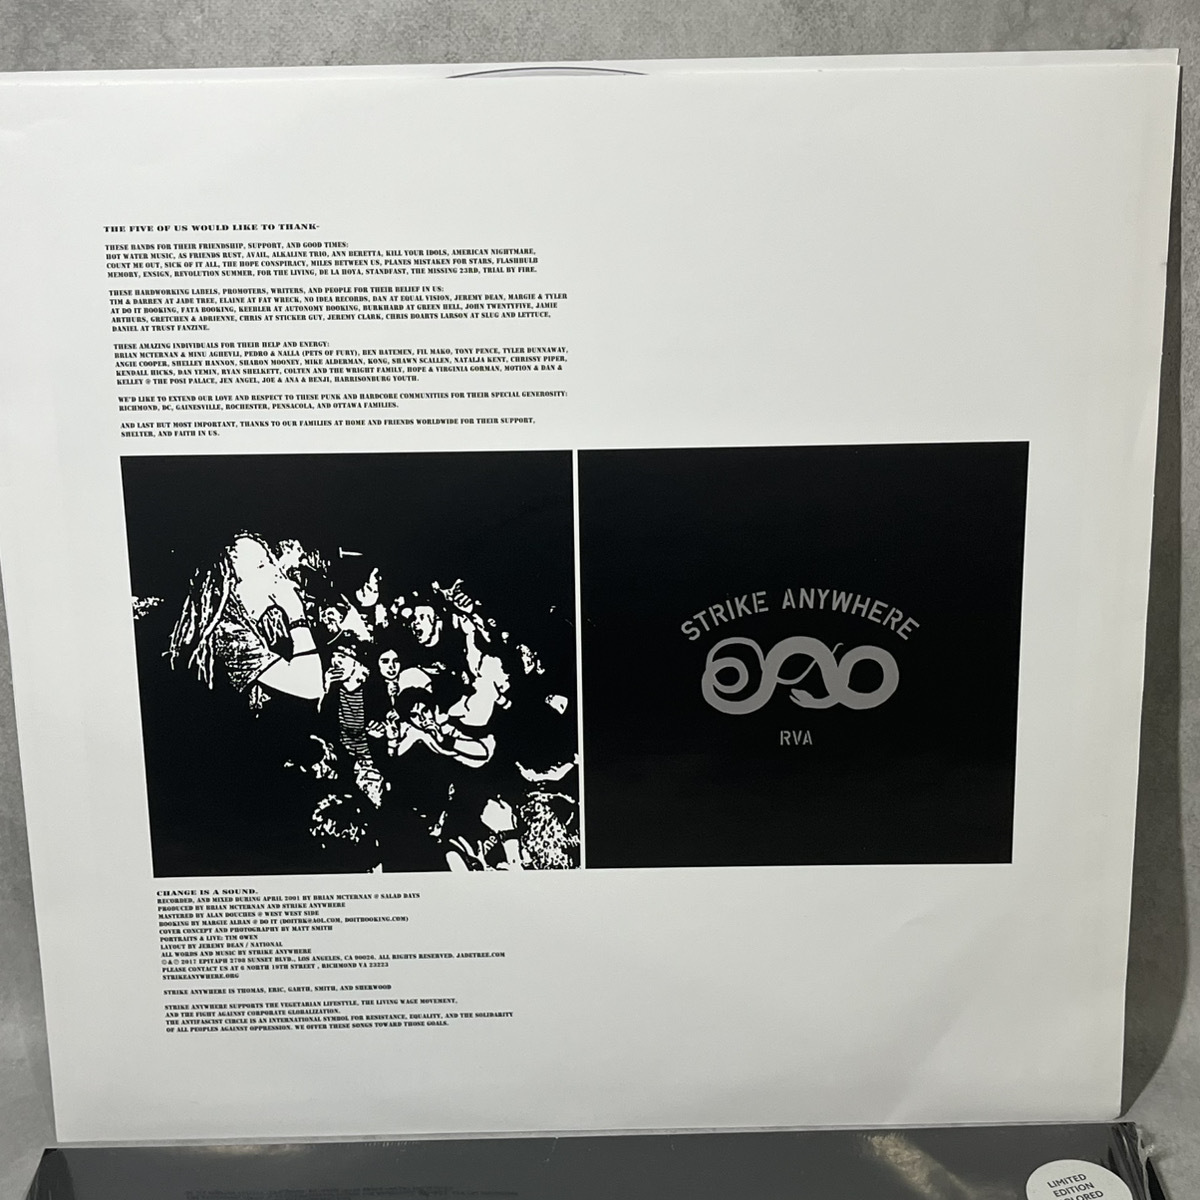 THE FIVE OF US WOULD LIKE TO THANK-
THESE BANDS FOR THEIR FRIENDSHIP, SUPPORT, AND GOOD TIMES:
HOT WATER MUSIC, AS FRIENDS RUST, AVAIL, ALKALINE TRIO, ANN BERETTA, KILL YOUR IDOLS, AMERICAN NIGHTMARE,
COUNT ME OUT, SICK OF IT ALL, THE HOPE CONSPIRACY, MILES BETWEEN US, PLANES MISTAKEN FOR STARS, FLASHBULB
MEMORY, ENSIGN, REVOLUTION SUMMER, FOR THE LIVING, DE LA HOYA, STANDFAST, THE MISSING 23RD, TRIAL BY FIRE.
THESE HARDWORKING LABELS, PROMOTERS, WRITERS, AND PEOPLE FOR THEIR BELIEF IN US:
TIM & DARREN AT JADE TREE, ELAINE AT FAT WRECK, NO IDEA RECORDS, DAN AT EQUAL VISION, JEREMY DEAN, MARGIE & TYLER
AT DO IT BOOKING, FATA BOOKING, KEEBLER AT AUTONOMY BOOKING, BURKHARD AT GREEN HELL, JOHN TWENTYFIVE, JAMIE
ARTHURS, GRETCHEN & ADRIENNE, CHRIS AT STICKER GUY, JEREMY CLARK, CHRIS BOARTS LARSON AT SLUG AND LETTUCE,
DANIEL AT TRUST FANZINE.
THESE AMAZING INDIVIDUALS FOR THEIR HELP AND ENERGY:
BRIAN MCTERNAN & MINU AGHEVLI, PEDRO & NALLA (PETS OF FURY), BEN BATEMEN, FIL MAKO, TONY PENCE, TYLER DUNNAWAY,
ANGIE COOPER, SHELLEY HANNON, SHARON MOONEY, MIKE ALDERMAN, KONG, SHAWN SCALLEN, NATALJA KENT, CHRISSY PIPER,
KENDALL HICKS, DAN YEMIN, RYAN SHELKETT, COLTEN AND THE WRIGHT FAMILY, HOPE & VIRGINIA GORMAN, MOTION & DAN &
KELLEY @ THE POSI PALACE, JEN ANGEL, JOE & ANA & BENJI, HARRISONBURG YOUTH.
WE'D LIKE TO EXTEND OUR LOVE AND RESPECT TO THESE PUNK AND HARDCORE COMMUNITIES FOR THEIR SPECIAL GENEROSITY:
RICHMOND, DC, GAINESVILLE, ROCHESTER, PENSACOLA, AND OTTAWA FAMILIES.
AND LAST BUT MOST IMPORTANT, THANKS TO OUR FAMILIES AT HOME AND FRIENDS WORLDWIDE FOR THEIR SUPPORT,
SHELTER, AND FAITH IN US.
STRIKE ANYWHERE
RVA
CHANGE IS A SOUND.
RECORDED, AND MIXED DURING APRIL 2001 BY BRIAN MCTERNAN @ SALAD DAYS
PRODUCED BY BRIAN MCTERNAN AND STRIKE ANYWHERE
MASTERED BY ALAN DOUCHES @ WEST WEST SIDE
BOOKING BY MARGIE ALBAN @ DO IT (DOITBK@AOL.COM, DOITBOOKING.COM)
COVER CONCEPT AND PHOTOGRAPHY BY MATT SMITH
PORTRAITS & LIVE: TIM OWEN
LAYOUT BY JEREMY DEAN / NATIONAL
ALL WORDS AND MUSIC BY STRIKE ANYWHERE
©&℗ 2017 EPITAPH 2798 SUNSET BLVD., LOS ANGELES, CA 90026. ALL RIGHTS RESERVED. JADETREE.COM
PLEASE CONTACT US AT 6 NORTH 19TH STREET , RICHMOND VA 23223
STRIKEANYWHERE.ORG
STRIKE ANYWHERE IS THOMAS, ERIC, GARTH, SMITH, AND SHERWOOD
STRIKE ANYWHERE SUPPORTS THE VEGETARIAN LIFESTYLE, THE LIVING WAGE MOVEMENT,
AND THE FIGHT AGAINST CORPORATE GLOBALIZATION.
THE ANTIFASCIST CIRCLE IS AN INTERNATIONAL SYMBOL FOR RESISTANCE, EQUALITY, AND THE SOLIDARITY
OF ALL PEOPLES AGAINST OPPRESSION. WE OFFER THESE SONGS TOWARD THOSE GOALS.
LIMITED
EDITION